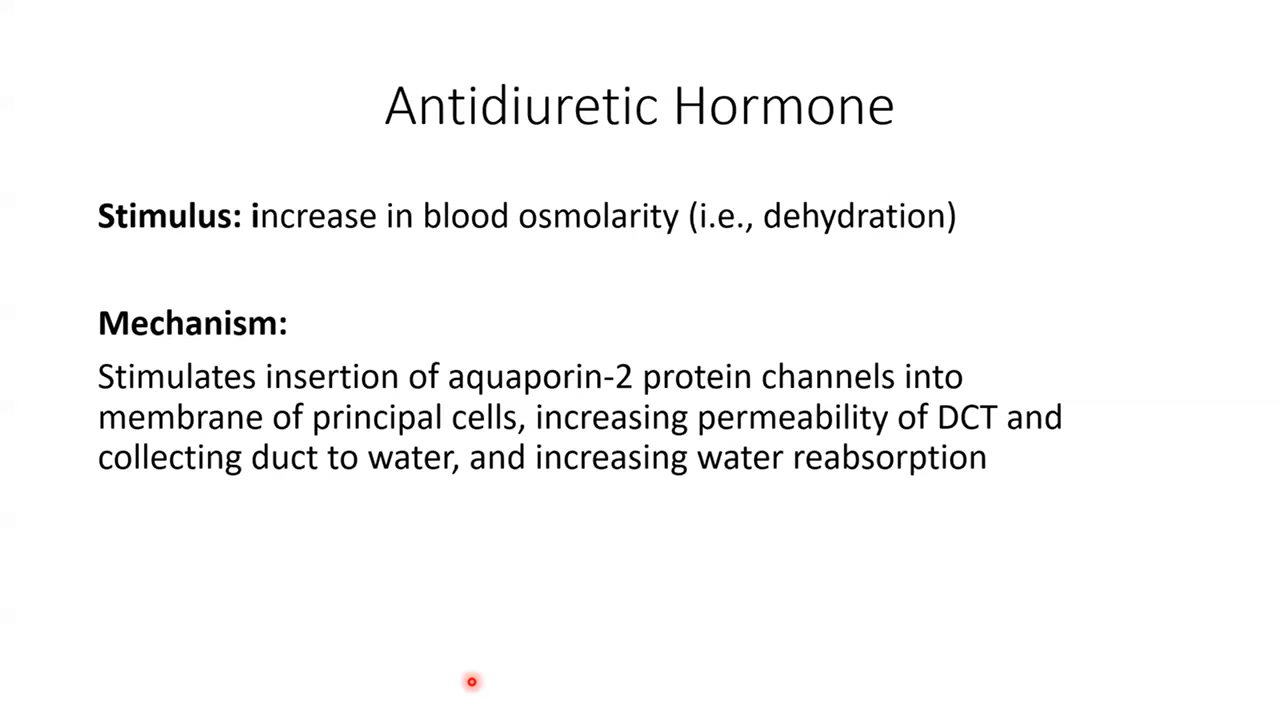 Antidiuretic Hormone
Stimulus: increase in blood osmolarity (i.e., dehydration)
Mechanism:
Stimulates insertion of aquaporin-2 protein channels into
membrane of principal cells, increasing permeability of DCT and
collecting duct to water, and increasing water reabsorption